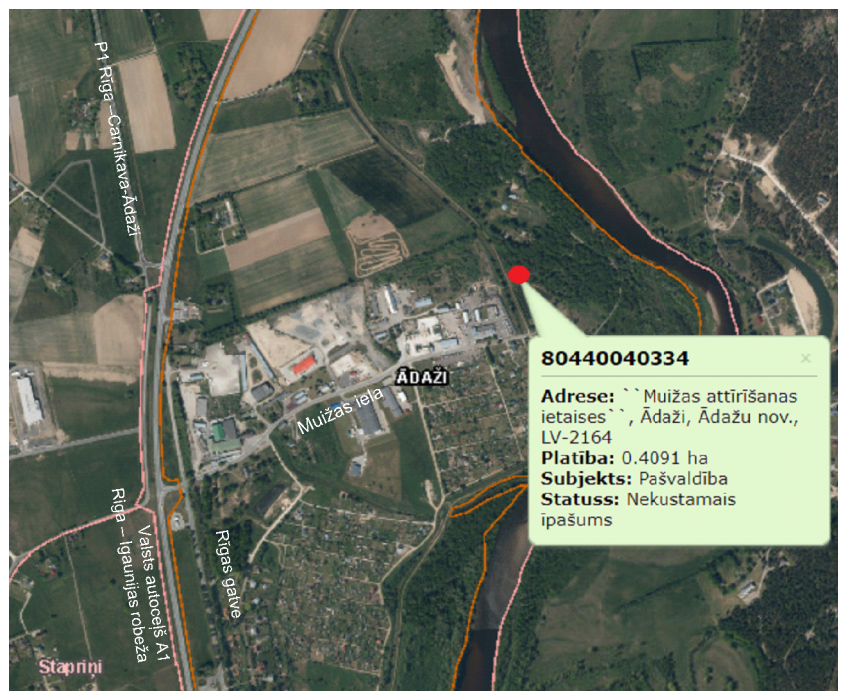 P1 Rīga –Carnikava-Ādaži
80440040334
×
Adrese: ``Muižas attīrīšanas
ietaises``, Ādaži, Ādažu nov.,
LV-2164
Platība: 0.4091 ha
Subjekts: Pašvaldība
Statuss: Nekustamais
īpašums
ĀDAŽI
Muižas iela
Valsts autoceļš A1
Rīga – Igaunijas robeža
Rīgas gatve
Stapriņi